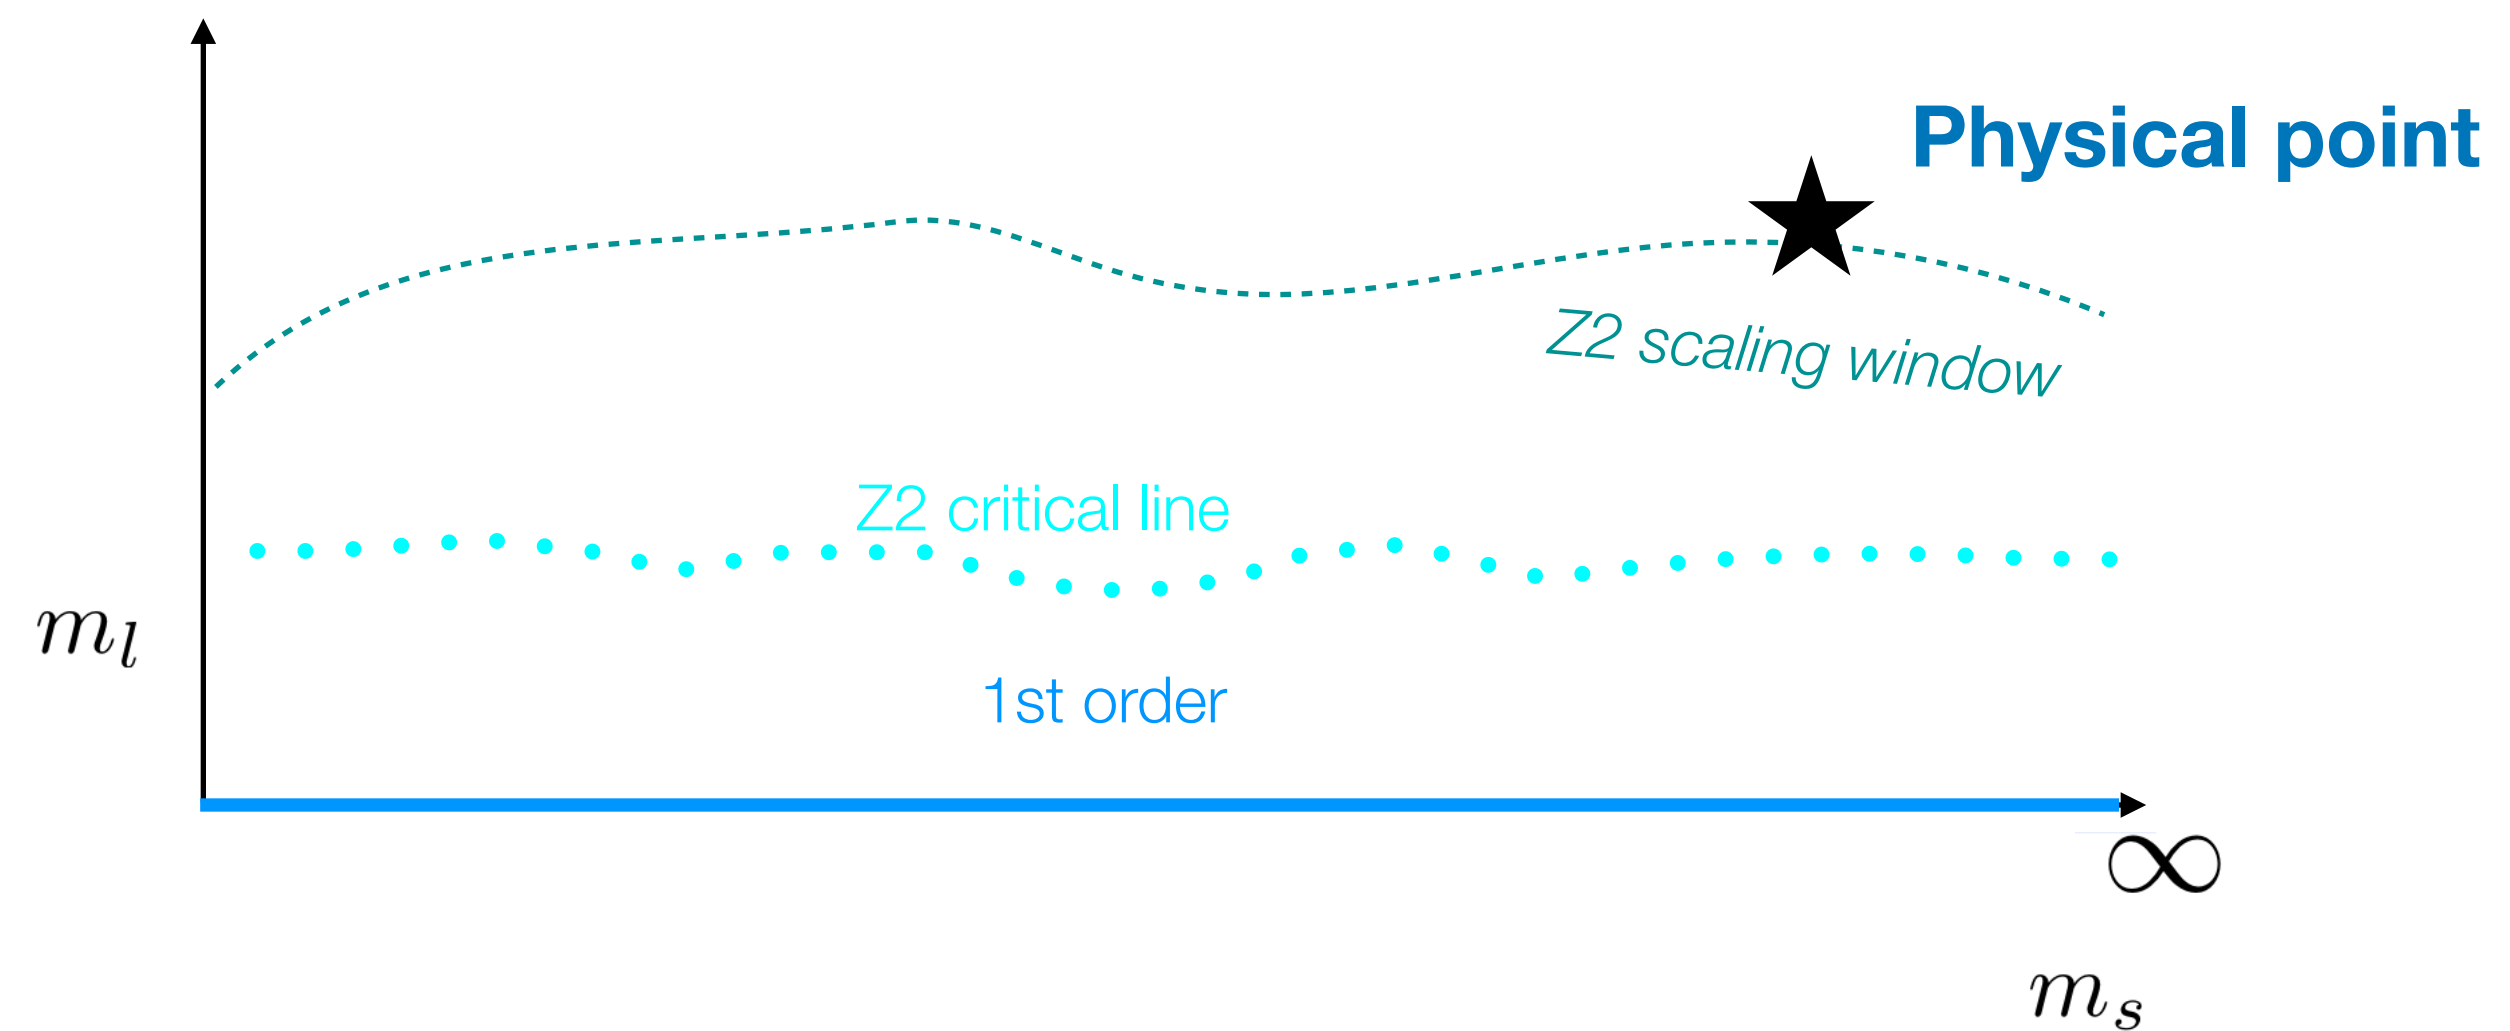 Physical point
Z2 scaling window
Z2 critical line
m_l
1st order
∞
m_s